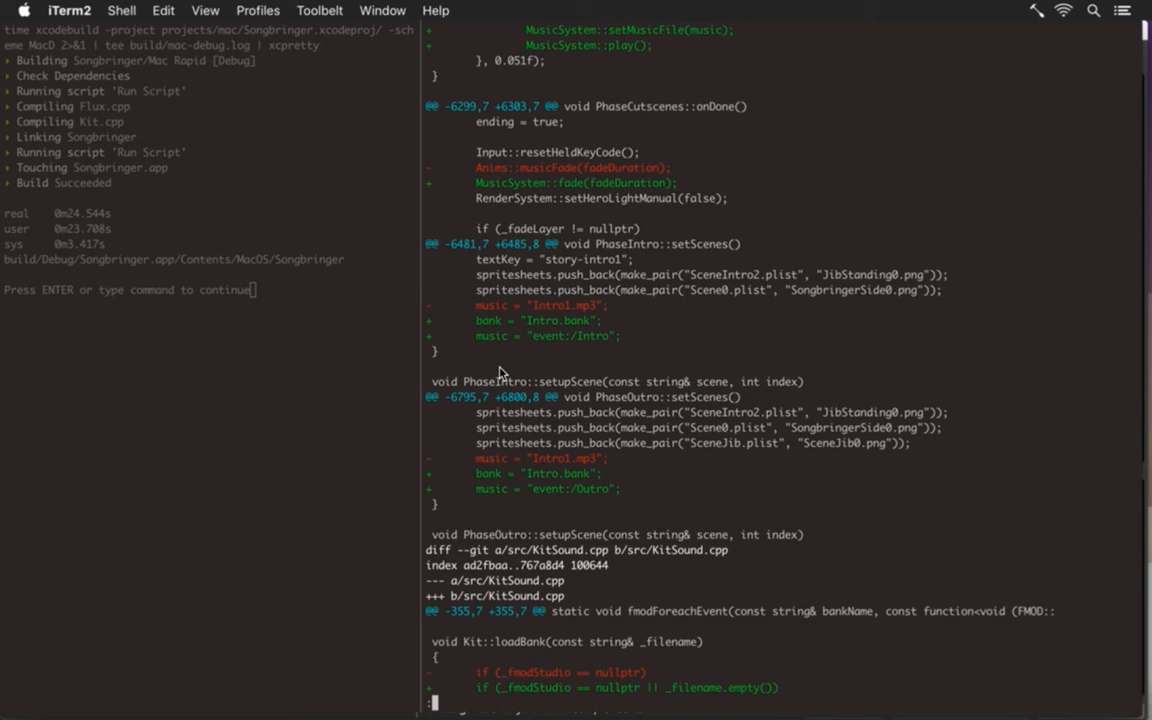 iTerm2 Shell Edit View Profiles Toolbelt Window Help
time xcodebuild -project projects/mac/Songbringer.xcodeproj/ -sch
eme MacD 2>&1 | tee build/mac-debug.log | xcpretty
Building Songbringer/Mac Rapid [Debug]
Check Dependencies
Running script 'Run Script'
Compiling Flux.cpp
Compiling Kit.cpp
Linking Songbringer
Running script 'Run Script'
Touching Songbringer.app
Build Succeeded
real 0m24.544s
user 0m23.708s
sys 0m3.417s
build/Debug/Songbringer.app/Contents/MacOS/Songbringer
Press ENTER or type command to continue
+ MusicSystem::setMusicFile(music);
+ MusicSystem::play();
}, 0.051f);
}
@@ -6299,7 +6303,7 @@ void PhaseCutscenes::onDone()
ending = true;
Input::resetHeldKeyCode();
- Anims::musicFade(fadeDuration);
+ MusicSystem::fade(fadeDuration);
RenderSystem::setHeroLightManual(false);
if (_fadeLayer != nullptr)
@@ -6481,7 +6485,8 @@ void PhaseIntro::setScenes()
textKey = "story-intro1";
spritesheets.push_back(make_pair("SceneIntro2.plist", "JibStanding0.png"));
spritesheets.push_back(make_pair("Scene0.plist", "SongbringerSide0.png"));
- music = "Intro1.mp3";
+ bank = "Intro.bank";
+ music = "event:/Intro";
}
void PhaseIntro::setupScene(const string& scene, int index)
@@ -6795,7 +6800,8 @@ void PhaseOutro::setScenes()
spritesheets.push_back(make_pair("SceneIntro2.plist", "JibStanding0.png"));
spritesheets.push_back(make_pair("Scene0.plist", "SongbringerSide0.png"));
spritesheets.push_back(make_pair("SceneJib.plist", "SceneJib0.png"));
- music = "Intro1.mp3";
+ bank = "Intro.bank";
+ music = "event:/Outro";
}
void PhaseOutro::setupScene(const string& scene, int index)
diff --git a/src/KitSound.cpp b/src/KitSound.cpp
index ad2fbaa..767a8d4 100644
--- a/src/KitSound.cpp
+++ b/src/KitSound.cpp
@@ -355,7 +355,7 @@ static void fmodForeachEvent(const string& bankName, const function<void (FMOD::
void Kit::loadBank(const string& _filename)
{
- if (_fmodStudio == nullptr)
+ if (_fmodStudio == nullptr || _filename.empty())
: